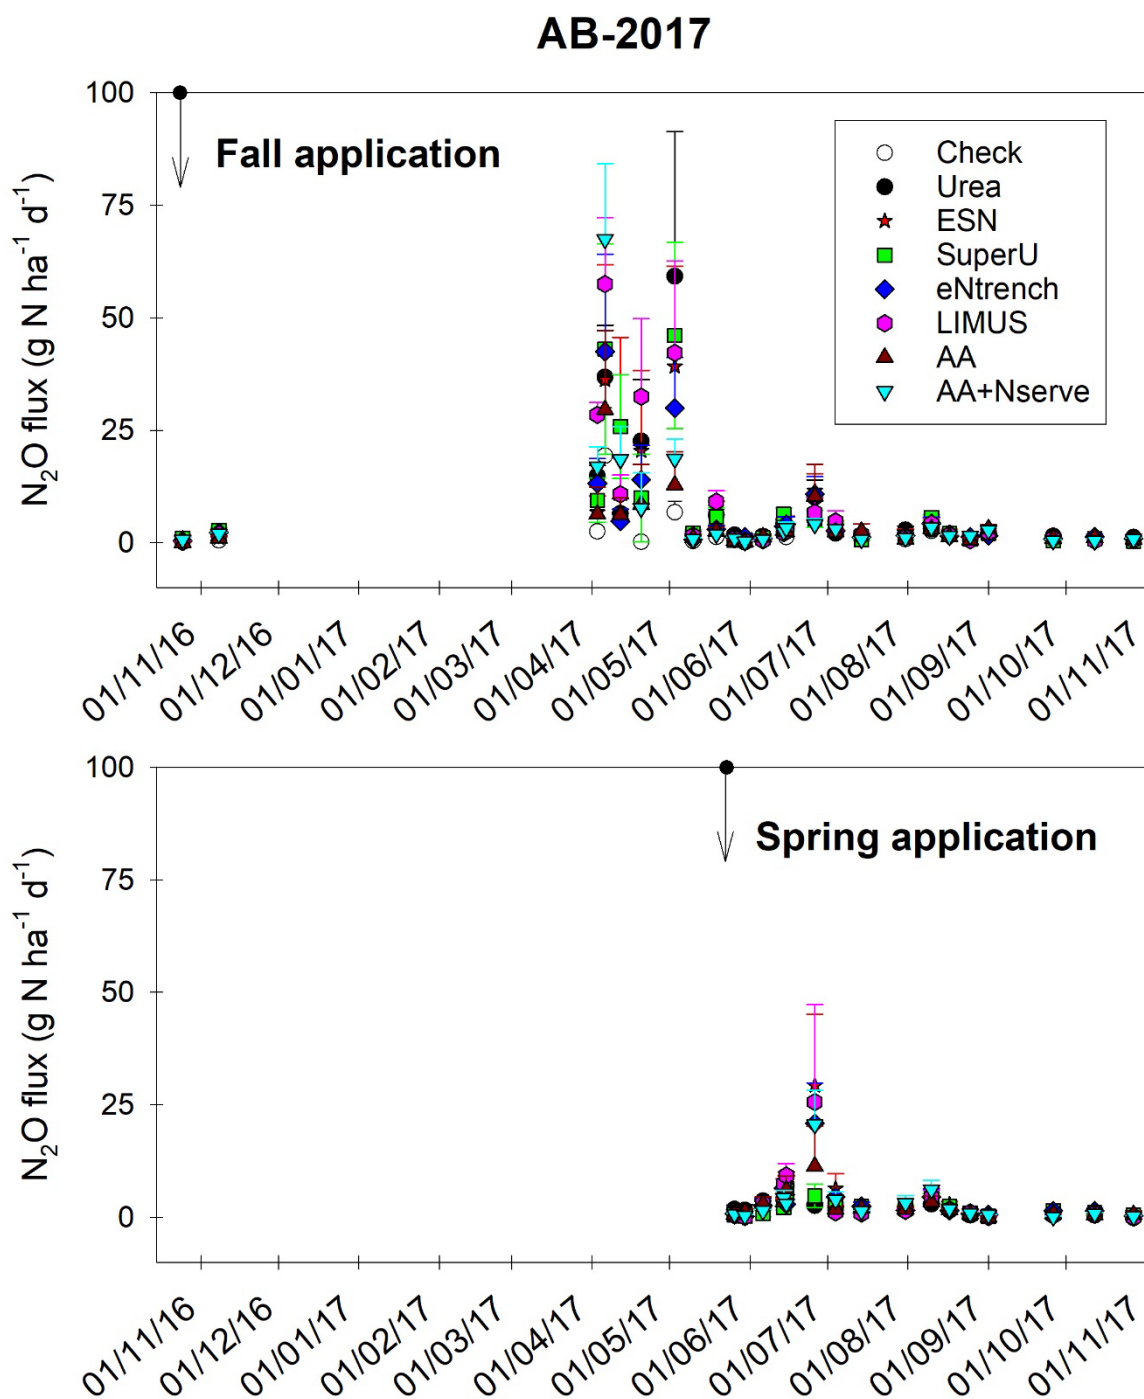 AB-2017
N₂O flux (g N ha⁻¹ d⁻¹)
100
75
50
25
0
Fall application
Check
Urea
ESN
SuperU
eNtrench
LIMUS
AA
AA+Nserve
01/11/16
01/12/16
01/01/17
01/02/17
01/03/17
01/04/17
01/05/17
01/06/17
01/07/17
01/08/17
01/09/17
01/10/17
01/11/17
N₂O flux (g N ha⁻¹ d⁻¹)
100
75
50
25
0
Spring application
01/11/16
01/12/16
01/01/17
01/02/17
01/03/17
01/04/17
01/05/17
01/06/17
01/07/17
01/08/17
01/09/17
01/10/17
01/11/17